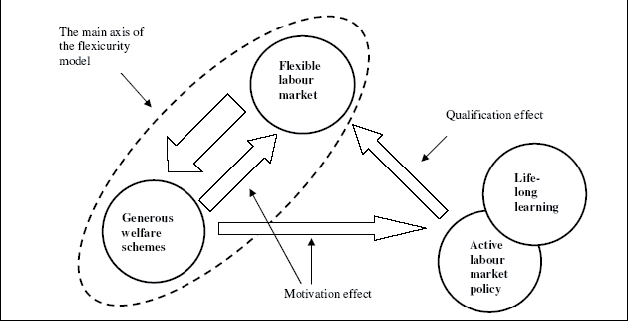 The main axis of
the flexicurity
model
Flexible
labour
market
Qualification effect
Life-
long
learning
Generous
welfare
schemes
Active
labour
market
policy
Motivation effect